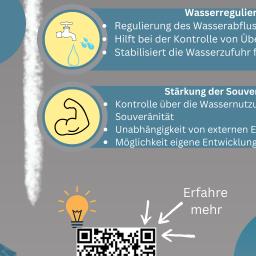 Wasserregulier
Regulierung des Wasserabflus
Hilft bei der Kontrolle von Übe
Stabilisiert die Wasserzufuhr f
Stärkung der Souver
Kontrolle über die Wassernutzu
Souveränität
Unabhängigkeit von externen E
Möglichkeit eigene Entwicklung
Erfahre
mehr